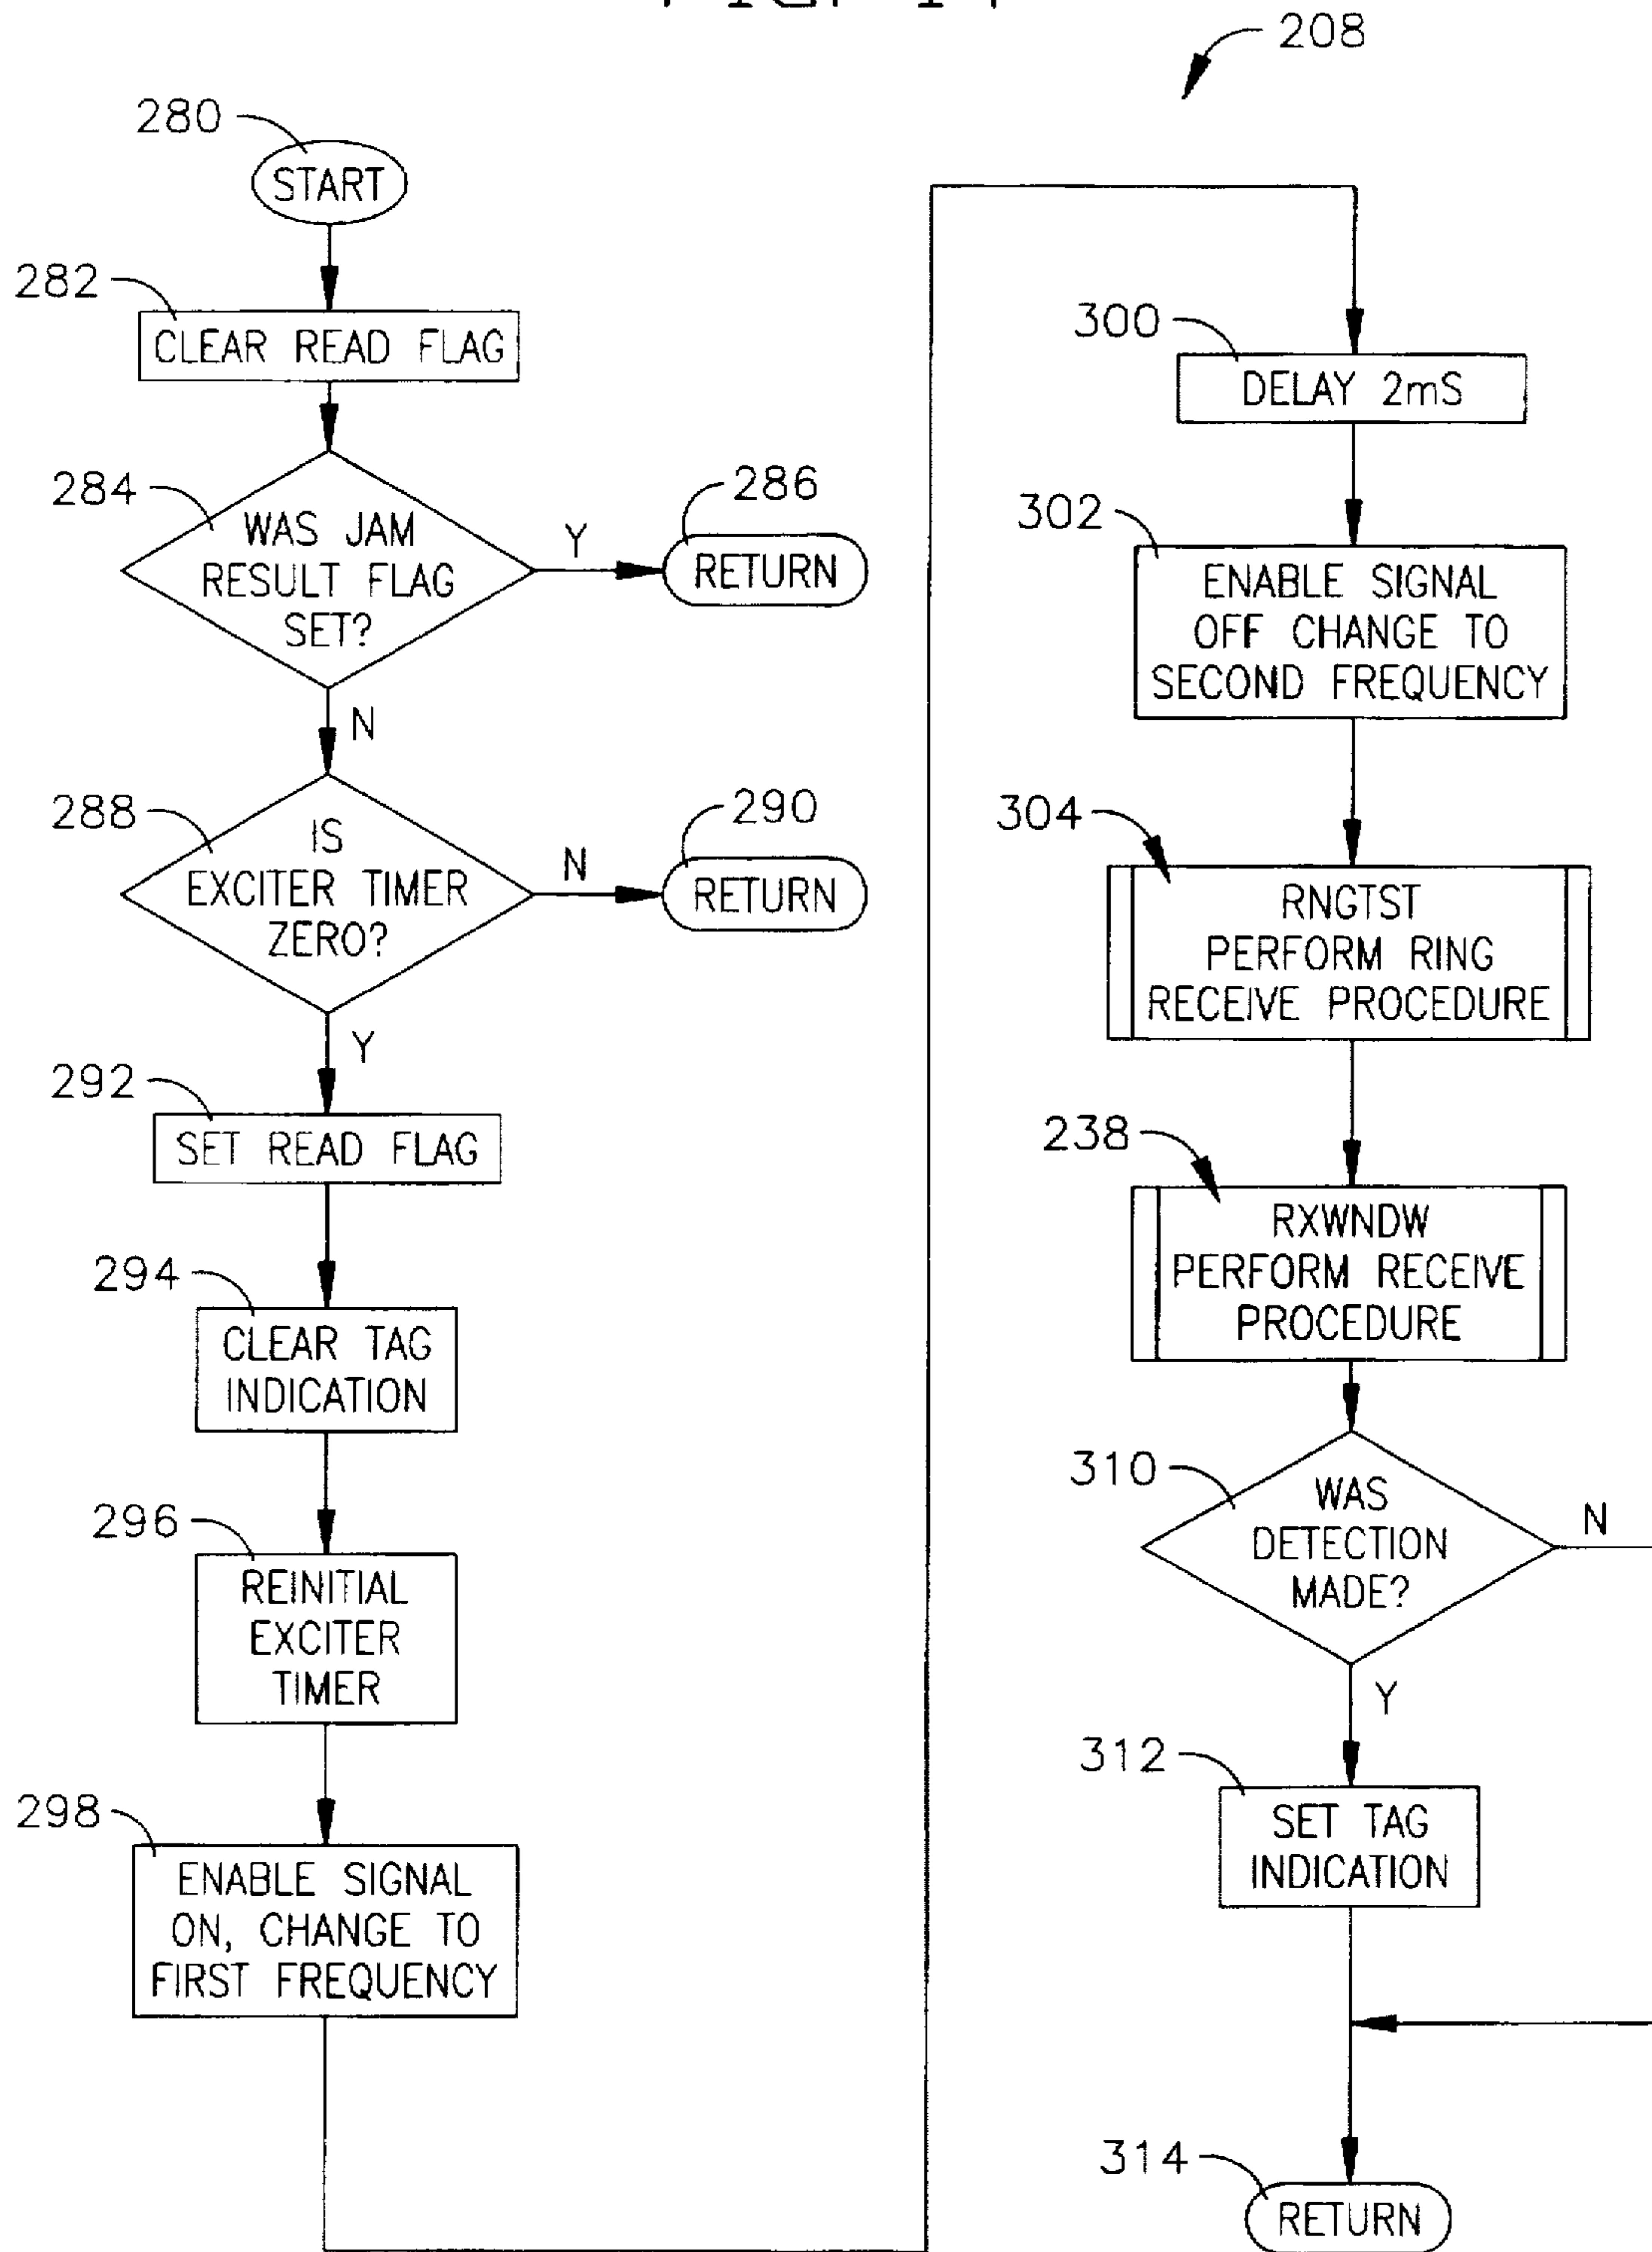 208
280
START
282
CLEAR READ FLAG
284
WAS JAM
RESULT FLAG
SET?
Y
286
RETURN
N
288
IS
EXCITER TIMER
ZERO?
N
290
RETURN
Y
292
SET READ FLAG
294
CLEAR TAG
INDICATION
296
REINITIAL
EXCITER
TIMER
298
ENABLE SIGNAL
ON, CHANGE TO
FIRST FREQUENCY
300
DELAY 2mS
302
ENABLE SIGNAL
OFF CHANGE TO
SECOND FREQUENCY
304
RNGTST
PERFORM RING
RECEIVE PROCEDURE
238
RXWNDW
PERFORM RECEIVE
PROCEDURE
310
WAS
DETECTION
MADE?
N
Y
312
SET TAG
INDICATION
314
RETURN